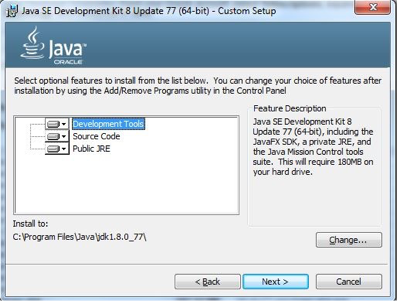 Java SE Development Kit 8 Update 77 (64-bit) - Custom Setup
Java
ORACLE
Select optional features to install from the list below. You can change your choice of features after
installation by using the Add/Remove Programs utility in the Control Panel
Development Tools
Source Code
Public JRE
Feature Description
Java SE Development Kit 8
Update 77 (64-bit), including the
JavaFX SDK, a private JRE, and
the Java Mission Control tools
suite. This will require 180MB on
your hard drive.
Install to:
C:\Program Files\Java\jdk1.8.0_77\
Change...
< Back
Next >
Cancel